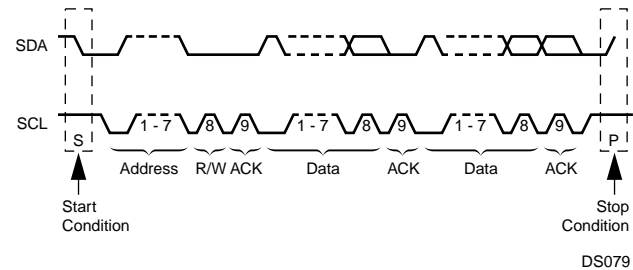 SDA
SCL
S 1 - 7 8 9 1 - 7 8 9 1 - 7 8 9 P
Address R/W ACK Data ACK Data ACK
Start Condition
Stop Condition
DS079